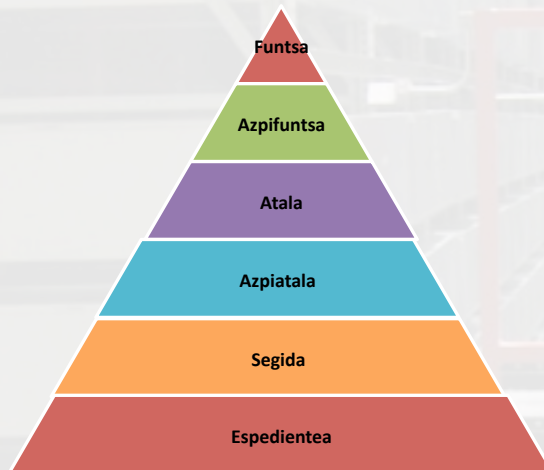 Funtsa
Azpifuntsa
Atala
Azpiatala
Segida
Espedientea